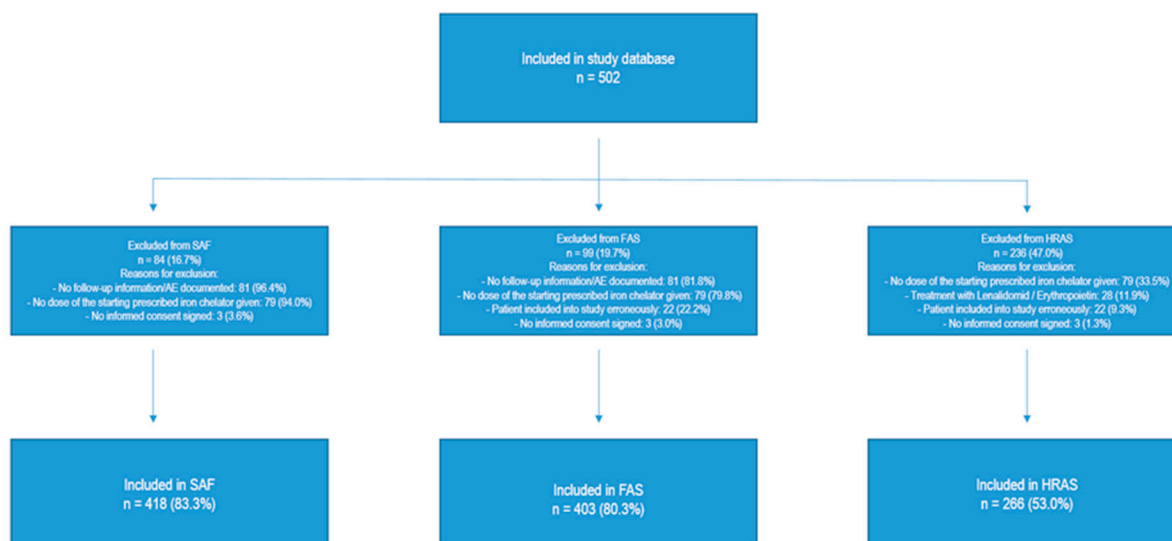 Included in study database
n = 502
Excluded from SAF
n = 84 (16.7%)
Reasons for exclusion:
- No follow-up information/AE documented: 81 (96.4%)
- No dose of the starting prescribed iron chelator given: 79 (94.0%)
- No informed consent signed: 3 (3.6%)
Excluded from FAS
n = 99 (19.7%)
Reasons for exclusion:
- No follow-up information/AE documented: 81 (81.8%)
- No dose of the starting prescribed iron chelator given: 79 (79.8%)
- Patient included into study erroneously: 22 (22.2%)
- No informed consent signed: 3 (3.0%)
Excluded from HRAS
n = 236 (47.0%)
Reasons for exclusion:
- No dose of the starting prescribed iron chelator given: 79 (33.5%)
- Treatment with Lenalidomid / Erythropoietin: 28 (11.9%)
- Patient included into study erroneously: 22 (9.3%)
- No informed consent signed: 3 (1.3%)
Included in SAF
n = 418 (83.3%)
Included in FAS
n = 403 (80.3%)
Included in HRAS
n = 266 (53.0%)